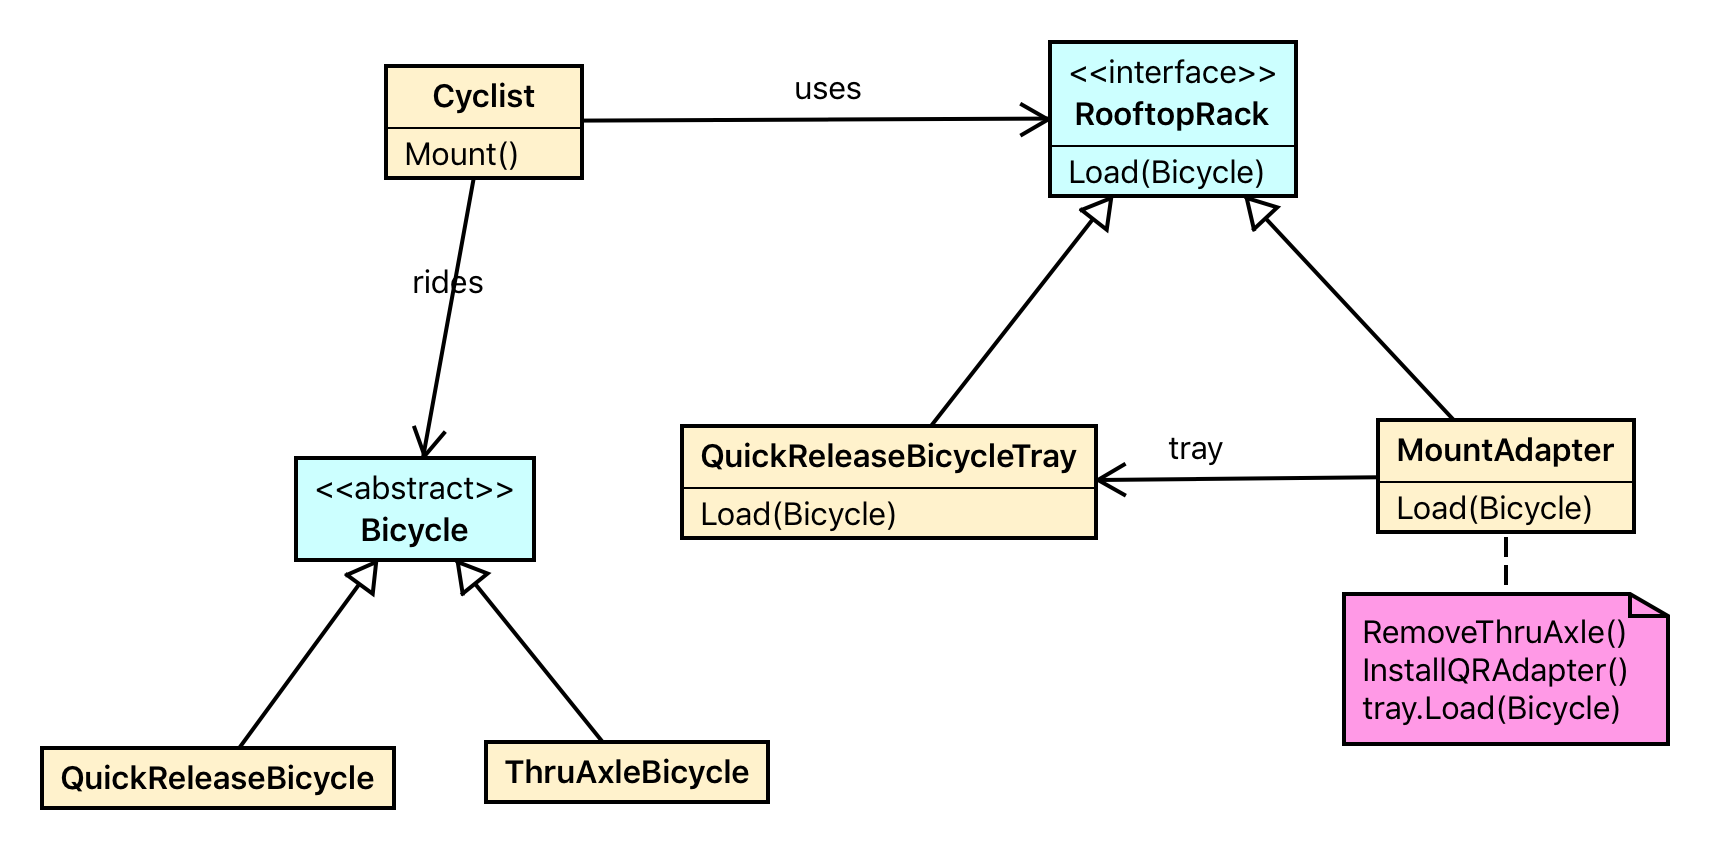 Cyclist
Mount()
uses
<<interface>>
RooftopRack
Load(Bicycle)
rides
<<abstract>>
Bicycle
QuickReleaseBicycleTray
Load(Bicycle)
tray
MountAdapter
Load(Bicycle)
RemoveThruAxle()
InstallQRAdapter()
tray.Load(Bicycle)
QuickReleaseBicycle
ThruAxleBicycle